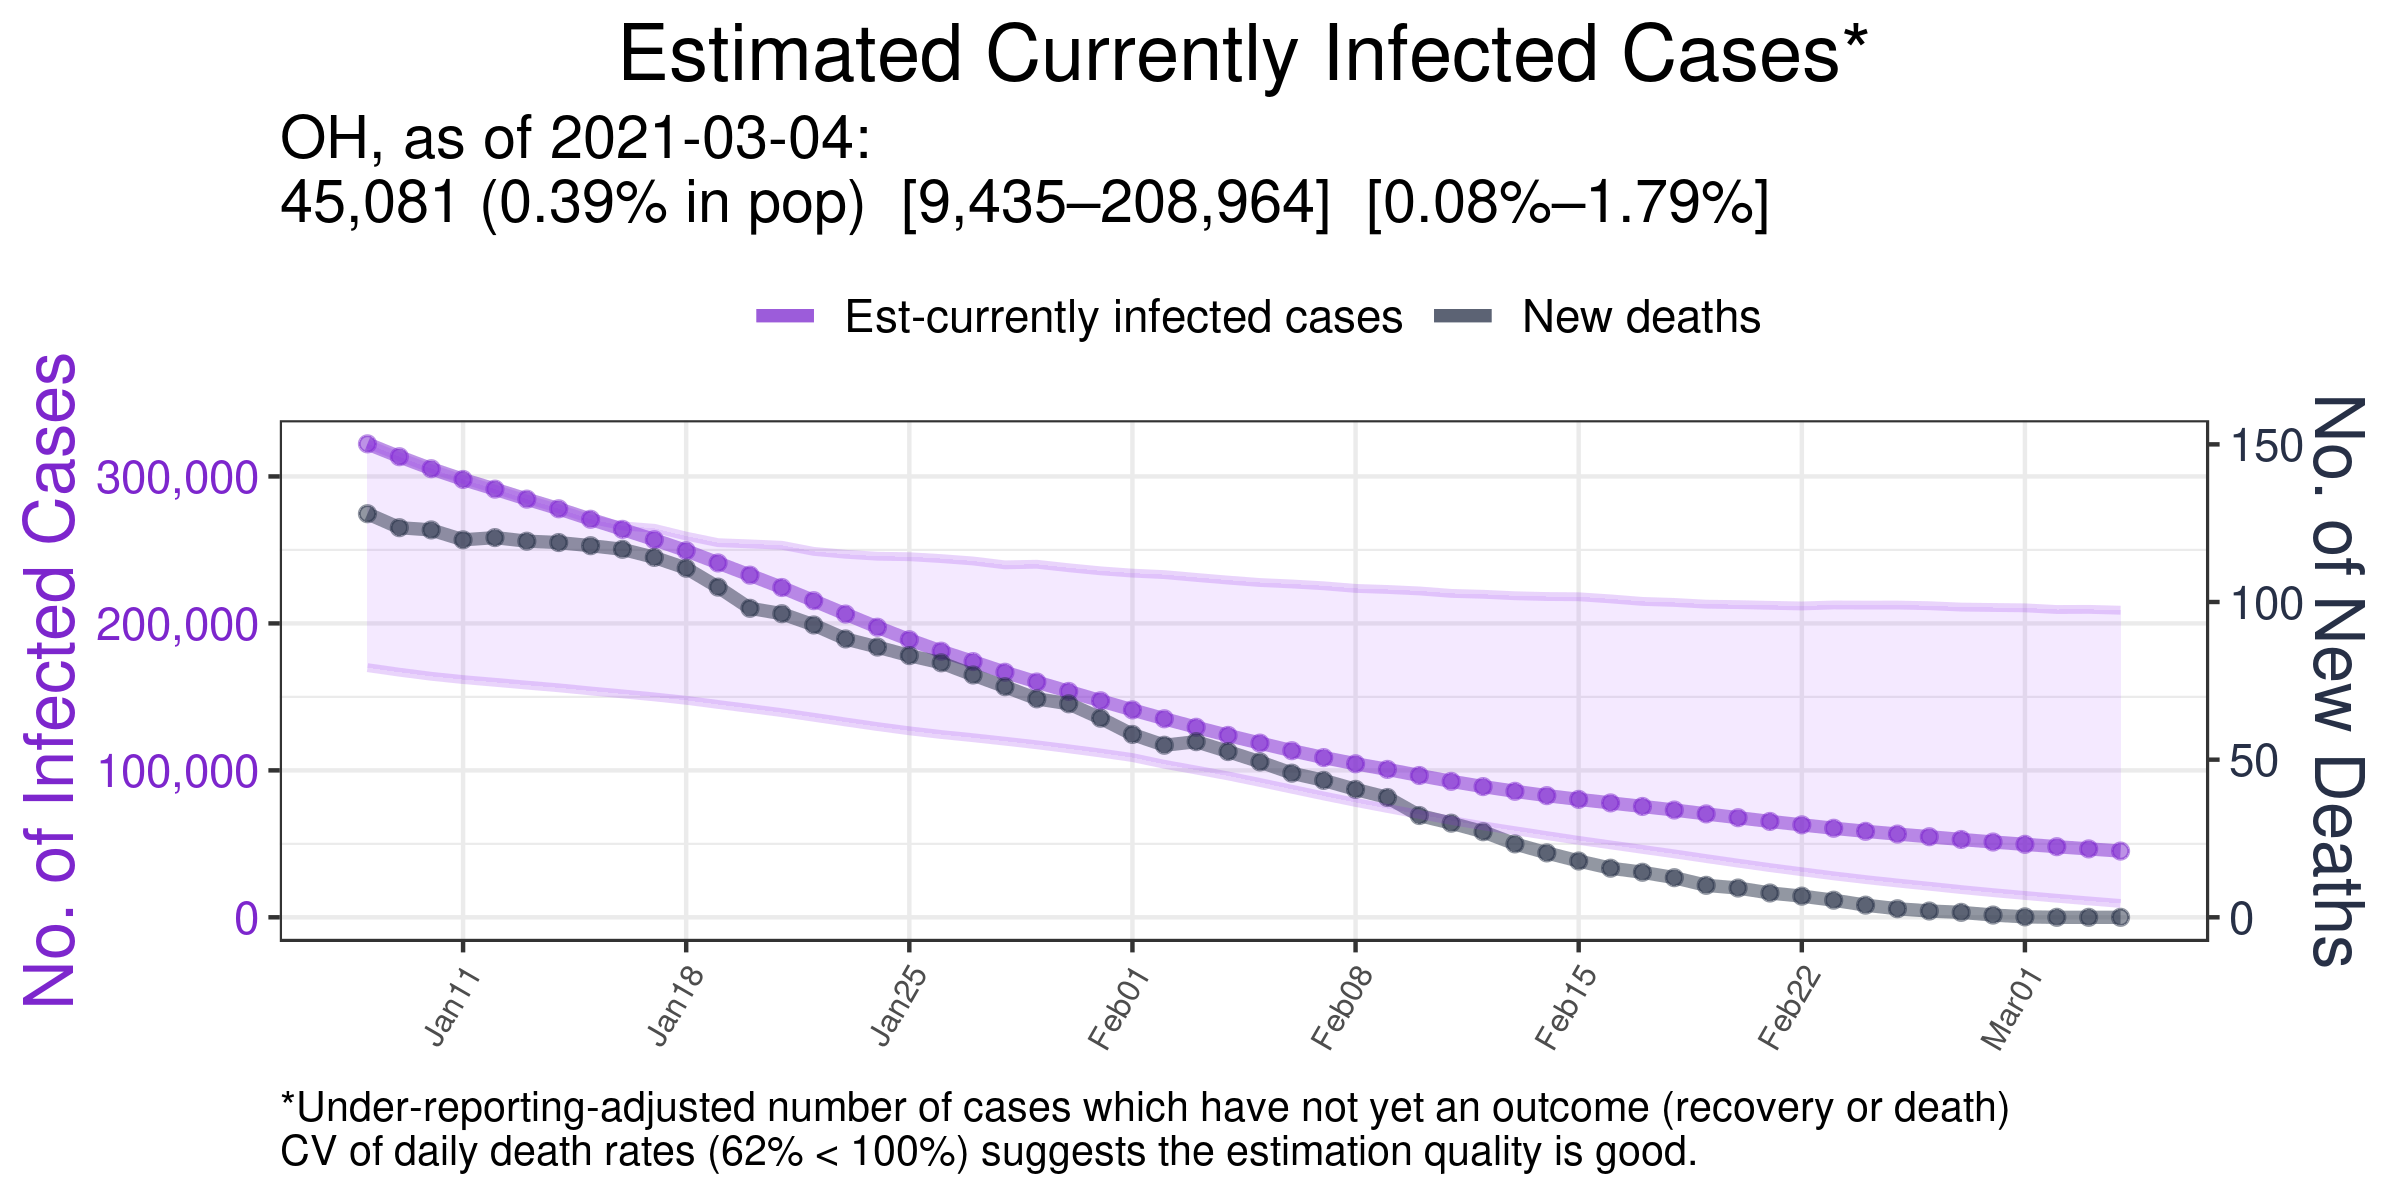 Estimated Currently Infected Cases*
OH, as of 2021-03-04:
45,081 (0.39% in pop) [9,435–208,964] [0.08%–1.79%]
Est-currently infected cases
New deaths
No. of Infected Cases
300,000
200,000
100,000
0
150
100
50
0
No. of New Deaths
Jan11
Jan18
Jan25
Feb01
Feb08
Feb15
Feb22
Mar01
*Under-reporting-adjusted number of cases which have not yet an outcome (recovery or death)
CV of daily death rates (62% < 100%) suggests the estimation quality is good.